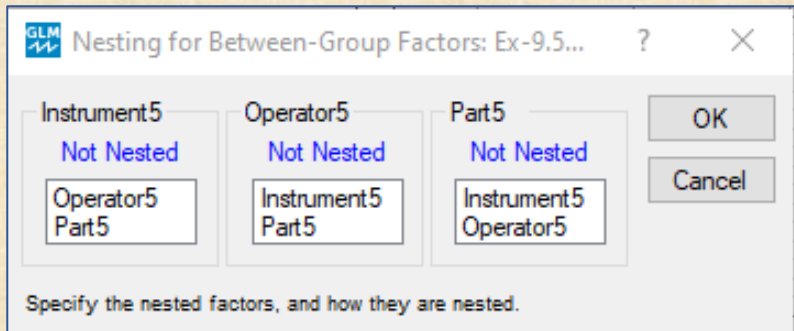 GLM Nesting for Between-Group Factors: Ex-9.5... ?
Instrument5
Not Nested
Operator5
Part5
Operator5
Not Nested
Instrument5
Part5
Part5
Not Nested
Instrument5
Operator5
OK
Cancel
Specify the nested factors, and how they are nested.